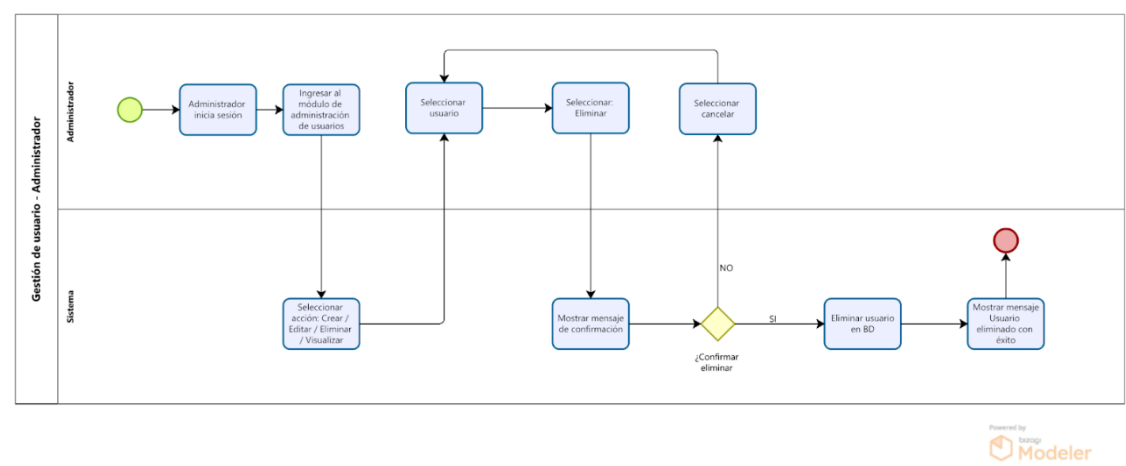 Gestión de usuario - Administrador
Administrador
Administrador
inicia sesión
Ingresar al
módulo de
administración
de usuarios
Seleccionar
usuario
Seleccionar:
Eliminar
Seleccionar
cancelar
Sistema
Seleccionar
acción: Crear /
Editar / Eliminar
/ Visualizar
Mostrar mensaje
de confirmación
NO
¿Confirmar
eliminar
SI
Eliminar usuario
en BD
Mostrar mensaje
Usuario
eliminado con
éxito
Powered by
bizagi
Modeler